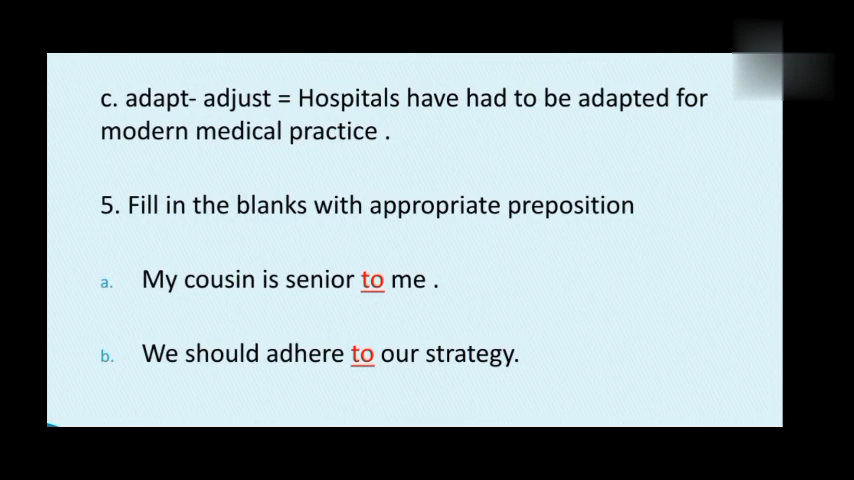 c. adapt- adjust = Hospitals have had to be adapted for
modern medical practice .
5. Fill in the blanks with appropriate preposition
a. My cousin is senior to me .
b. We should adhere to our strategy.